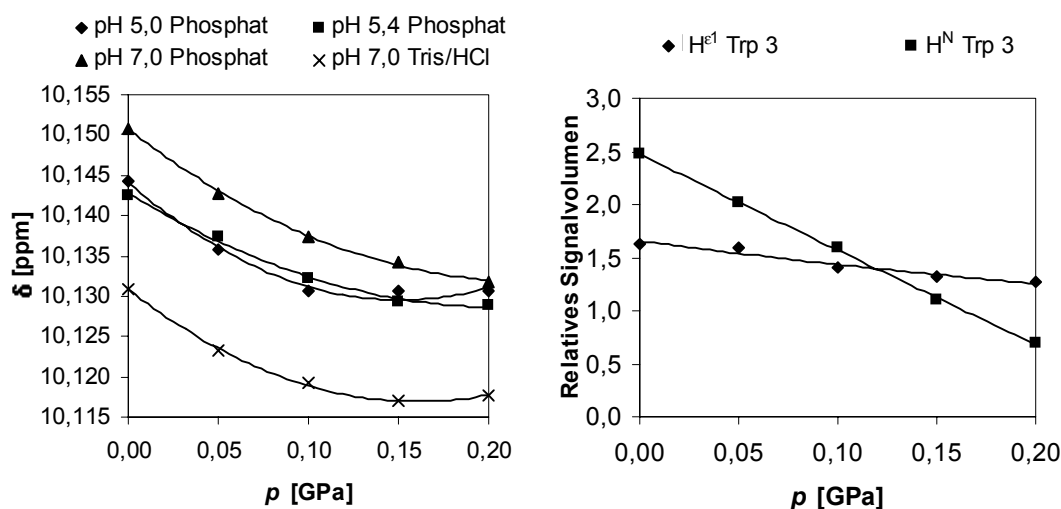 pH 5,0 Phosphat
pH 5,4 Phosphat
pH 7,0 Phosphat
pH 7,0 Tris/HCl
10,155
10,150
10,145
10,140
10,135
10,130
10,125
10,120
10,115
δ [ppm]
0,00 0,05 0,10 0,15 0,20
p [GPa]
Hε1 Trp 3
HN Trp 3
3,0
2,5
2,0
1,5
1,0
0,5
0,0
Relatives Signalvolumen
0,00 0,05 0,10 0,15 0,20
p [GPa]